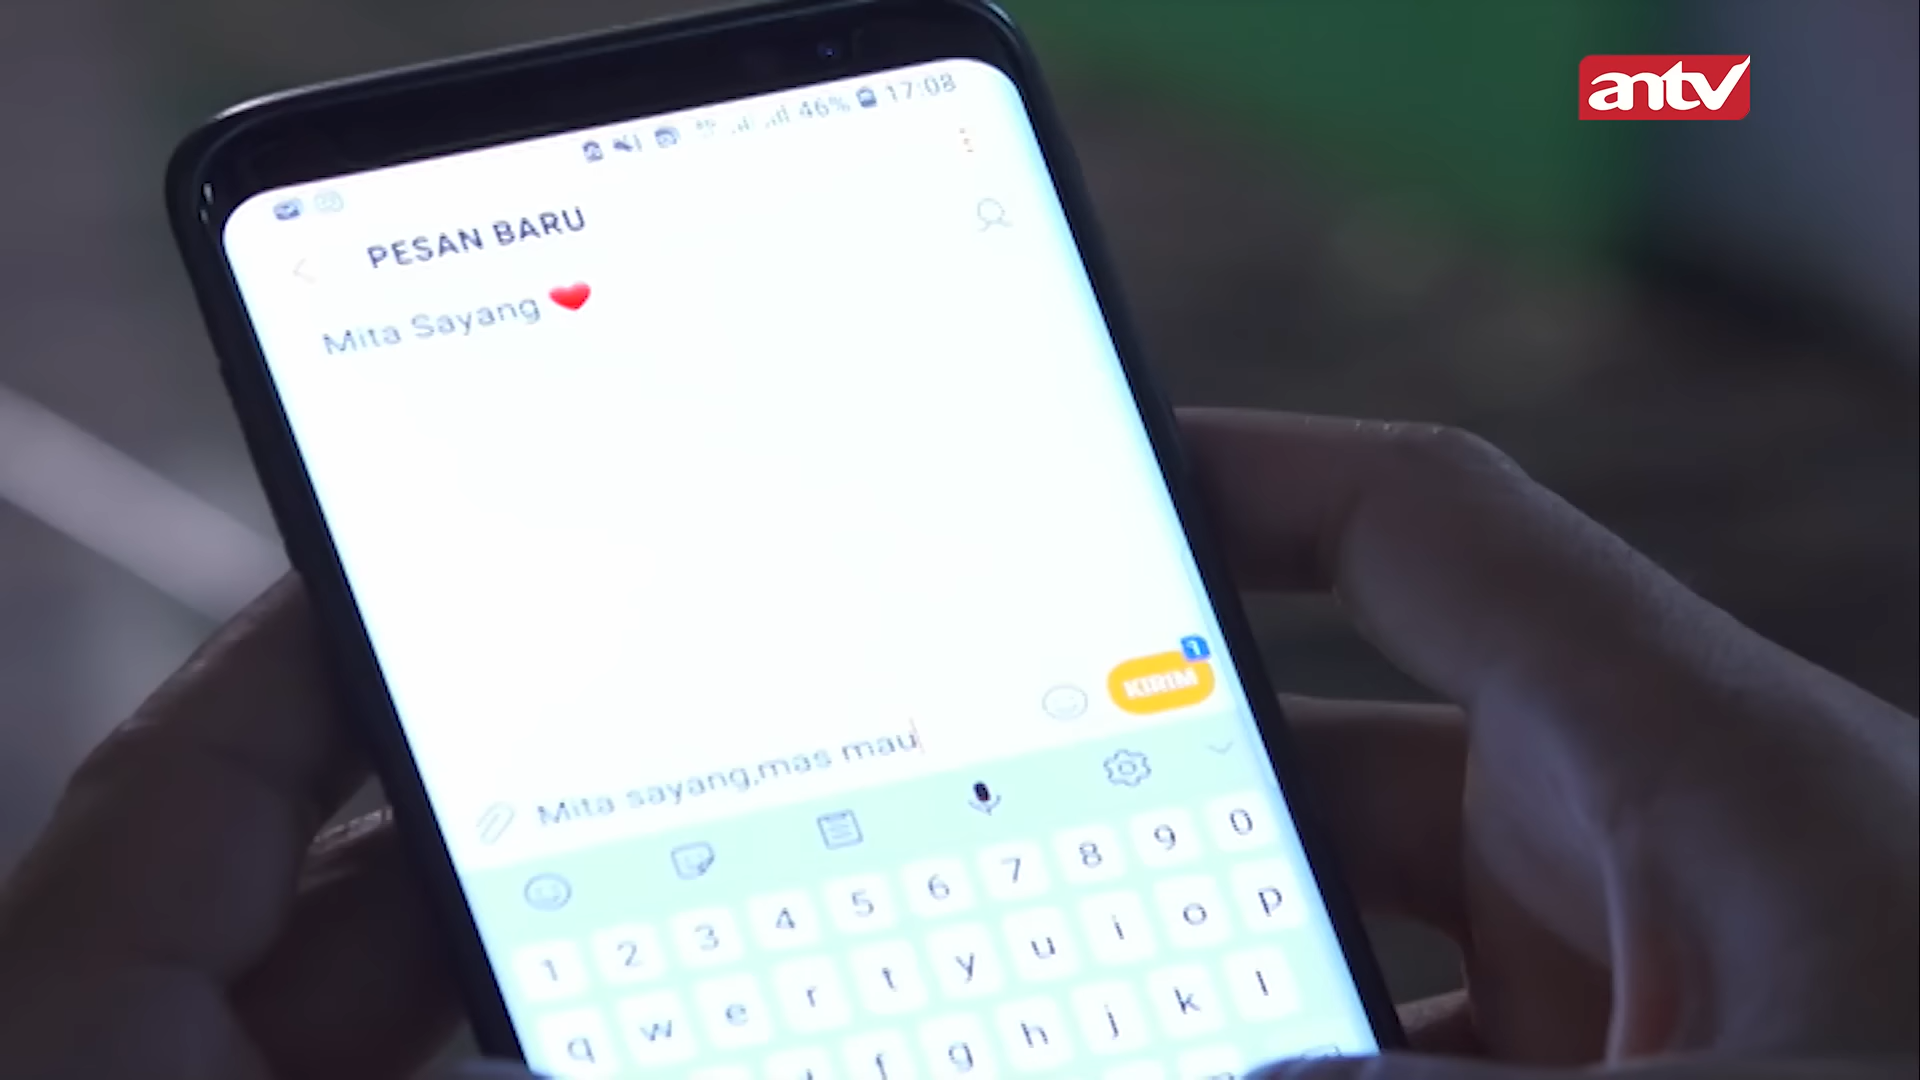 antv
46% 17:08
PESAN BARU
Mita Sayang ❤
1
KIRIM
Mita sayang,mas mau
1 2 3 4 5 6 7 8 9 0
q w e r t y u i o p
f g h j k l